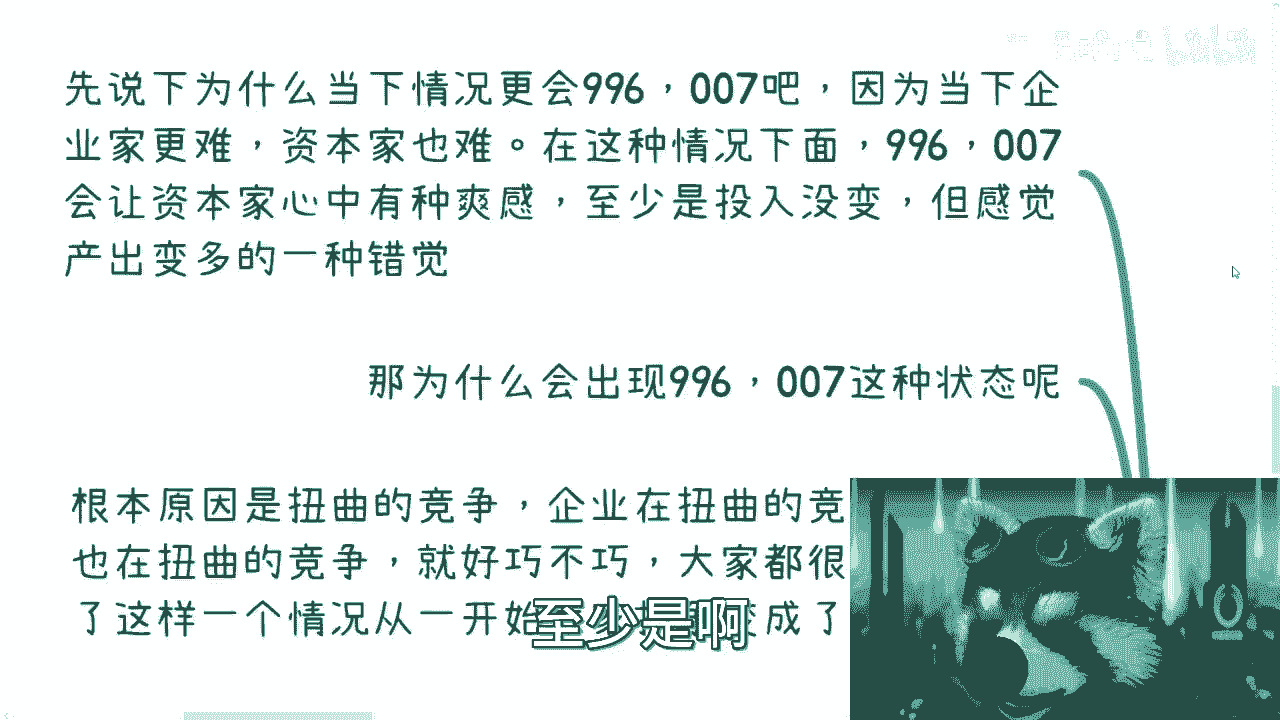 先说下为什么当下情况更会996，007吧，因为当下企
业家更难，资本家也难。在这种情况下面，996，007
会让资本家心中有种爽感，至少是投入没变，但感觉
产出变多的一种错觉
那为什么会出现996，007这种状态呢
根本原因是扭曲的竞争，企业在扭曲的竞
也在扭曲的竞争，就好巧不巧，大家都很
了这样一个情况从一开始
成了
至少是啊